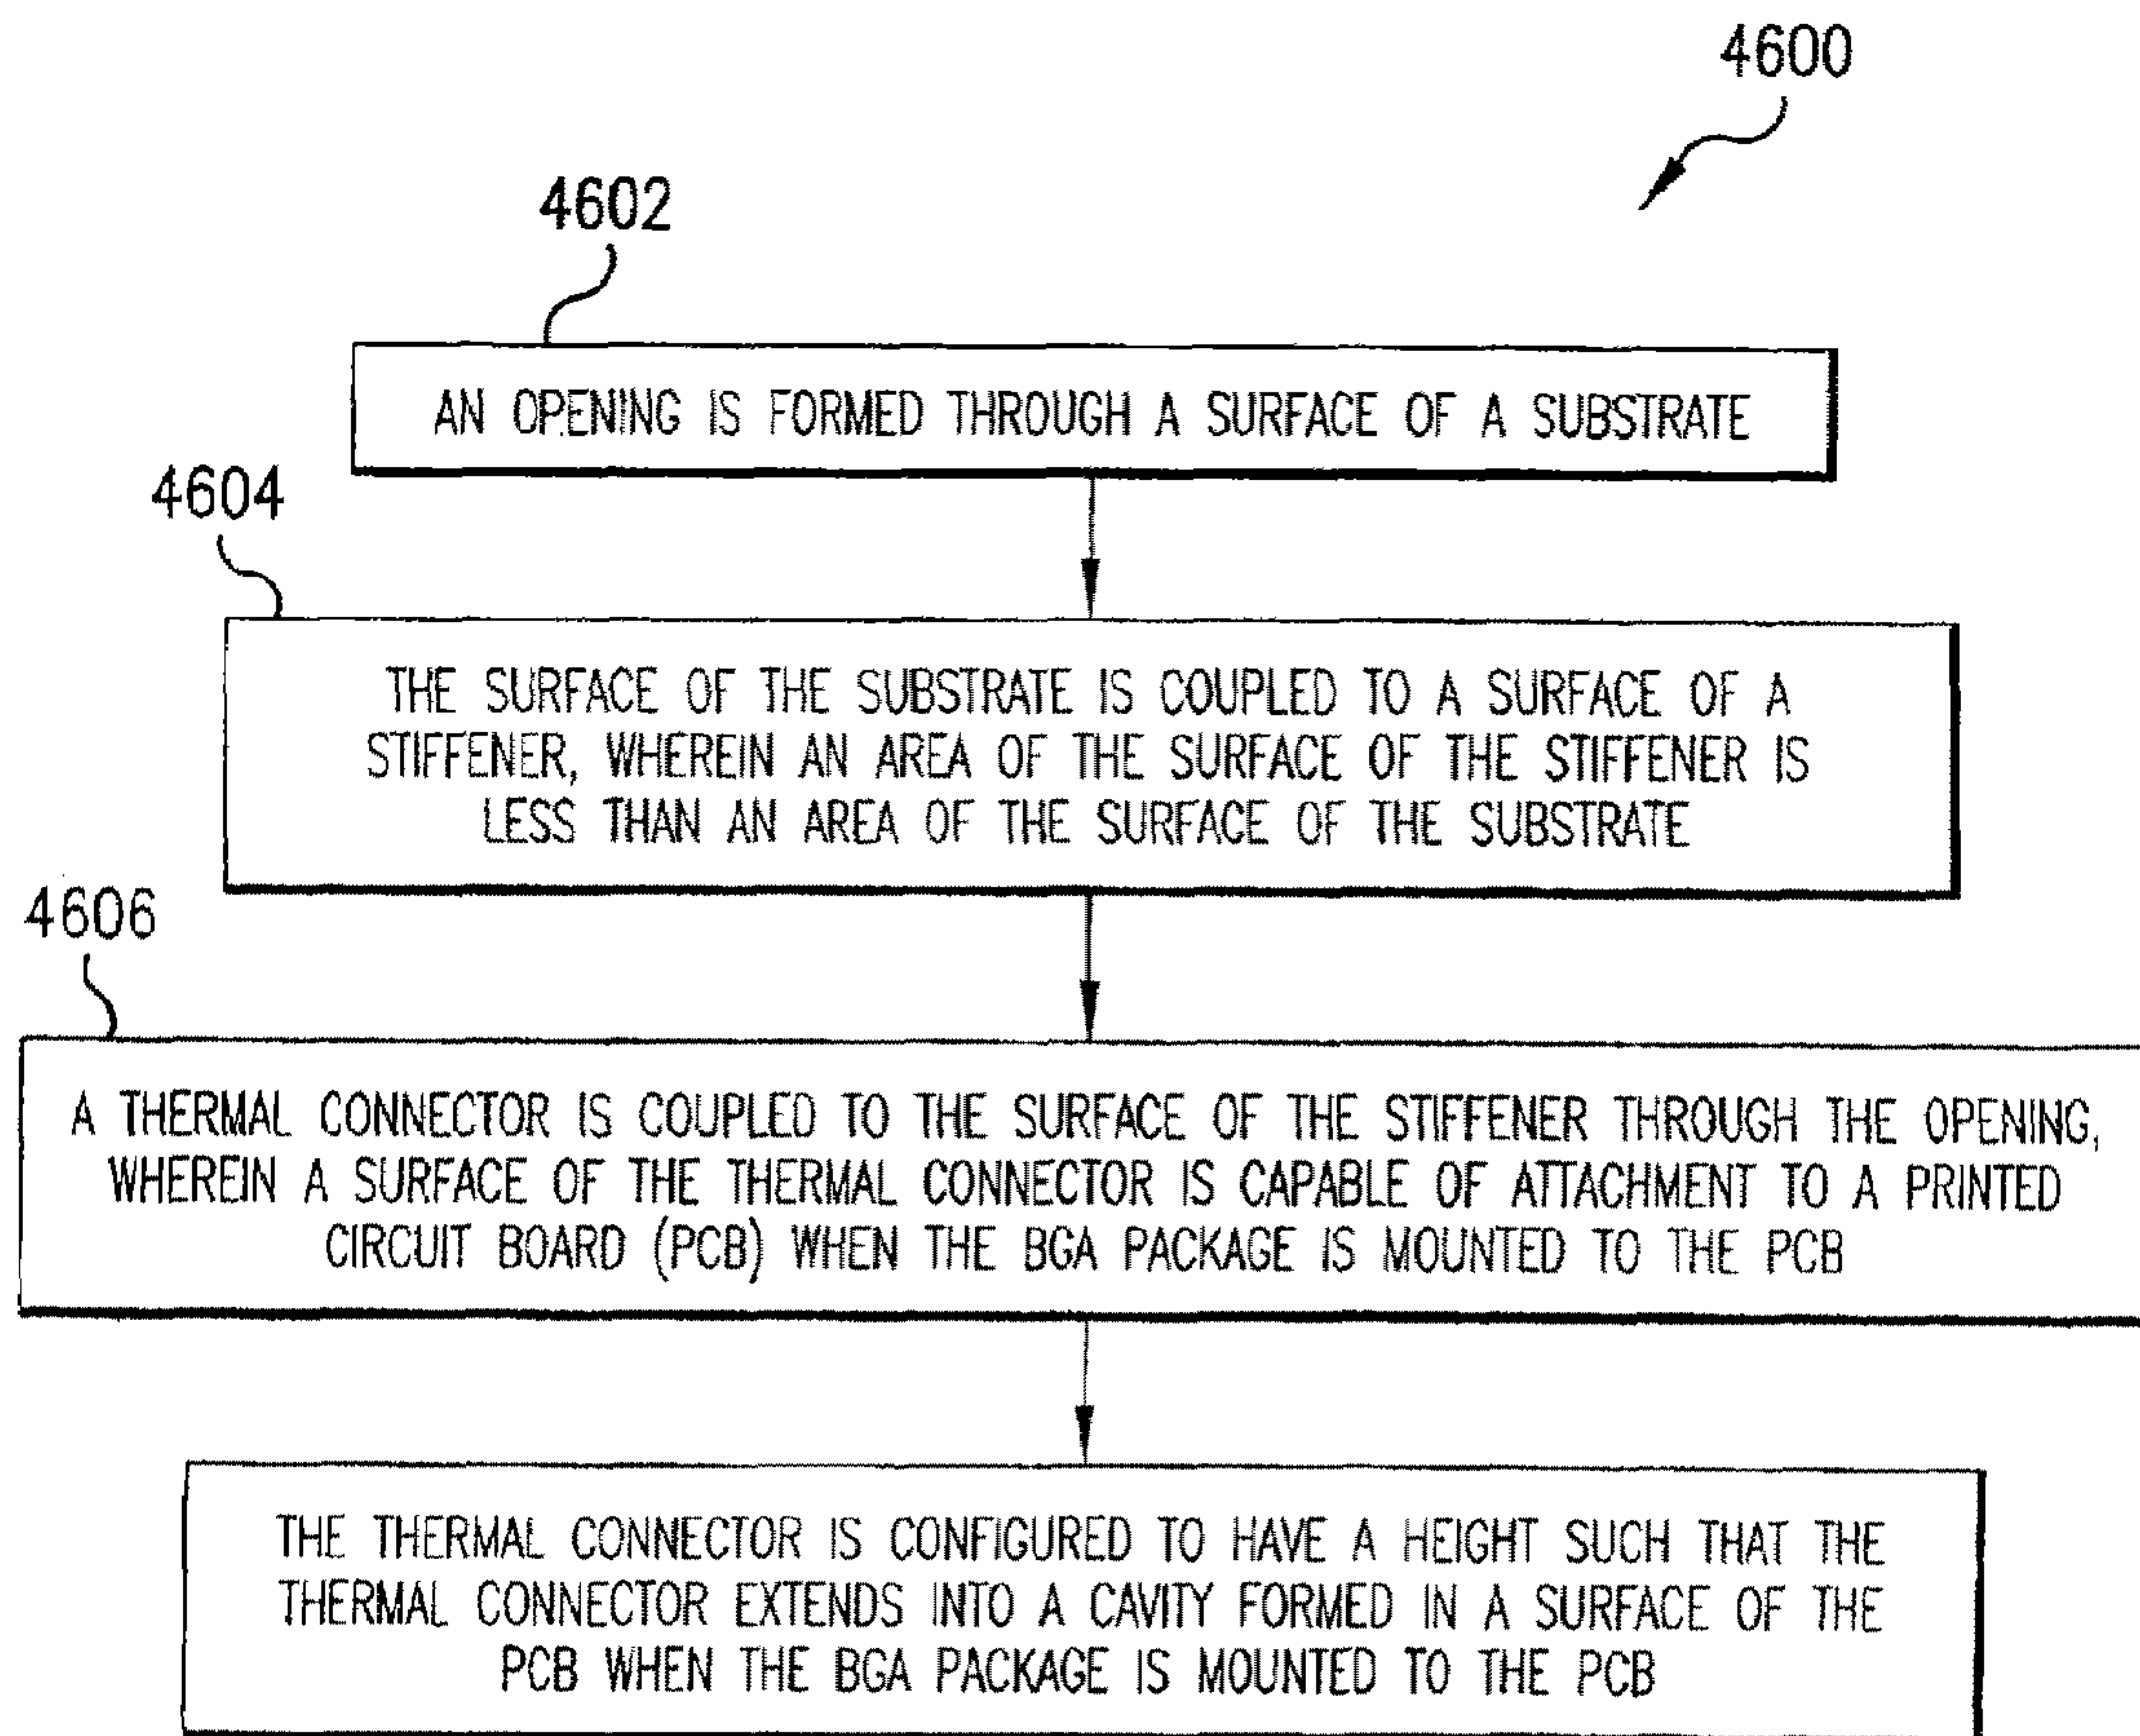 4600
4602
AN OPENING IS FORMED THROUGH A SURFACE OF A SUBSTRATE
4604
THE SURFACE OF THE SUBSTRATE IS COUPLED TO A SURFACE OF A
STIFFENER, WHEREIN AN AREA OF THE SURFACE OF THE STIFFENER IS
LESS THAN AN AREA OF THE SURFACE OF THE SUBSTRATE
4606
A THERMAL CONNECTOR IS COUPLED TO THE SURFACE OF THE STIFFENER THROUGH THE OPENING,
WHEREIN A SURFACE OF THE THERMAL CONNECTOR IS CAPABLE OF ATTACHMENT TO A PRINTED
CIRCUIT BOARD (PCB) WHEN THE BGA PACKAGE IS MOUNTED TO THE PCB
THE THERMAL CONNECTOR IS CONFIGURED TO HAVE A HEIGHT SUCH THAT THE
THERMAL CONNECTOR EXTENDS INTO A CAVITY FORMED IN A SURFACE OF THE
PCB WHEN THE BGA PACKAGE IS MOUNTED TO THE PCB